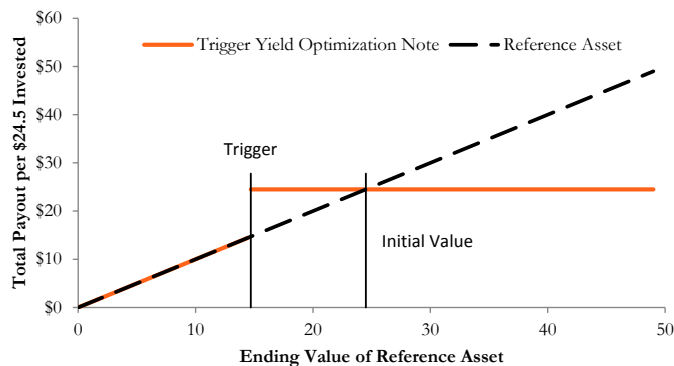 $60
Trigger Yield Optimization Note
Reference Asset
$50
$40
Trigger
$30
$20
Initial Value
$10
$0
0
10
20
30
40
50
Total Payout per $24.5 Invested
Ending Value of Reference Asset